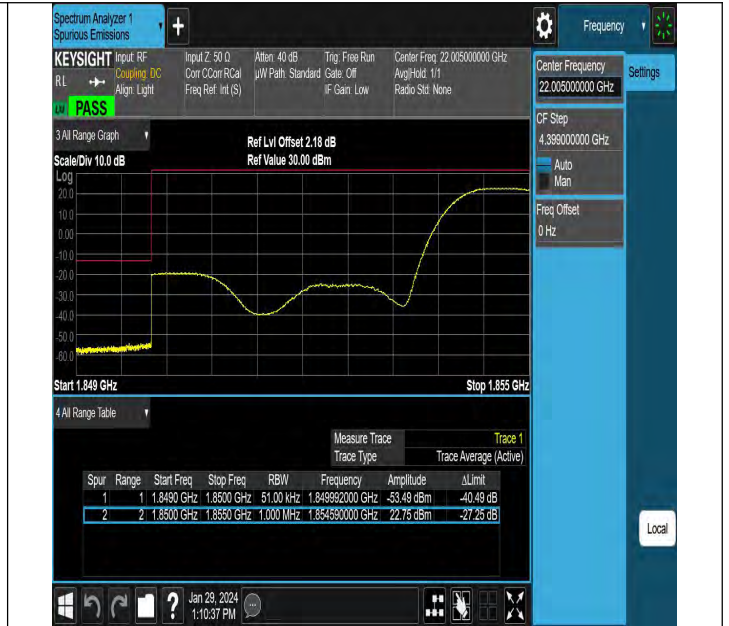 Spectrum Analyzer 1
Spurious Emissions
+
Frequency
KEYSIGHT Input: RF Input Z: 50 Ω Atten: 40 dB Trig: Free Run Center Freq: 22.005000000 GHz
RL Coupling: DC Corr CCorr RCal µW Path: Standard Gate: Off Avg|Hold: 1/1
Align: Light Freq Ref: Int (S) IF Gain: Low Radio Std: None
LXI PASS
Center Frequency
22.005000000 GHz
Settings
CF Step
4.399000000 GHz
Auto
Man
Freq Offset
0 Hz
3 All Range Graph
Ref Lvl Offset 2.18 dB
Scale/Div 10.0 dB Ref Value 30.00 dBm
Log
20.0
10.0
0.00
-10.0
-20.0
-30.0
-40.0
-50.0
-60.0
Start 1.849 GHz Stop 1.855 GHz
4 All Range Table
Measure Trace Trace 1
Trace Type Trace Average (Active)
Spur Range Start Freq Stop Freq RBW Frequency Amplitude ΔLimit
1 1 1.8490 GHz 1.8500 GHz 51.00 kHz 1.849992000 GHz -53.49 dBm -40.49 dB
2 2 1.8500 GHz 1.8550 GHz 1.000 MHz 1.854590000 GHz 22.75 dBm -27.25 dB
Local
? Jan 29, 2024
1:10:37 PM